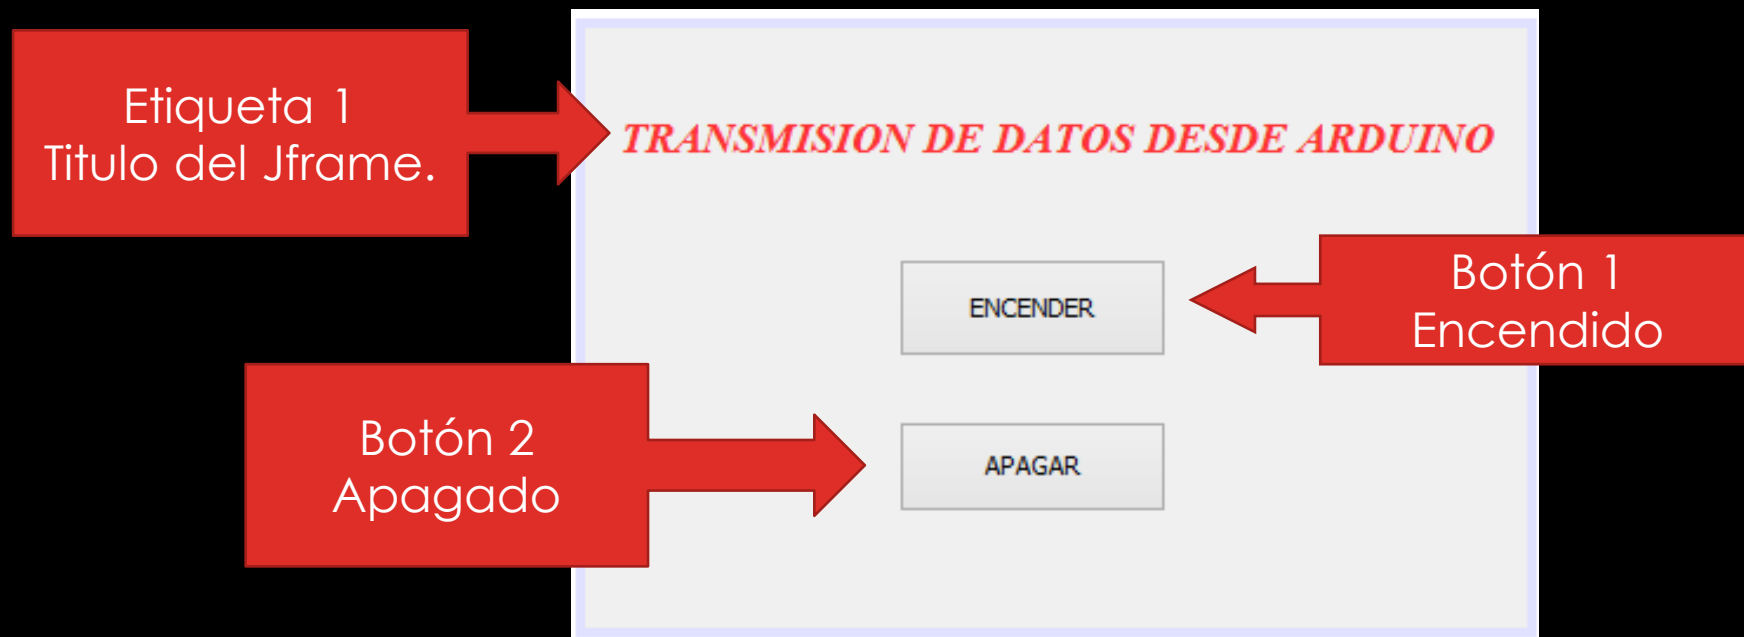 Etiqueta 1
Titulo del Jframe.
TRANSMISION DE DATOS DESDE ARDUINO
ENCENDER
Botón 1
Encendido
Botón 2
Apagado
APAGAR